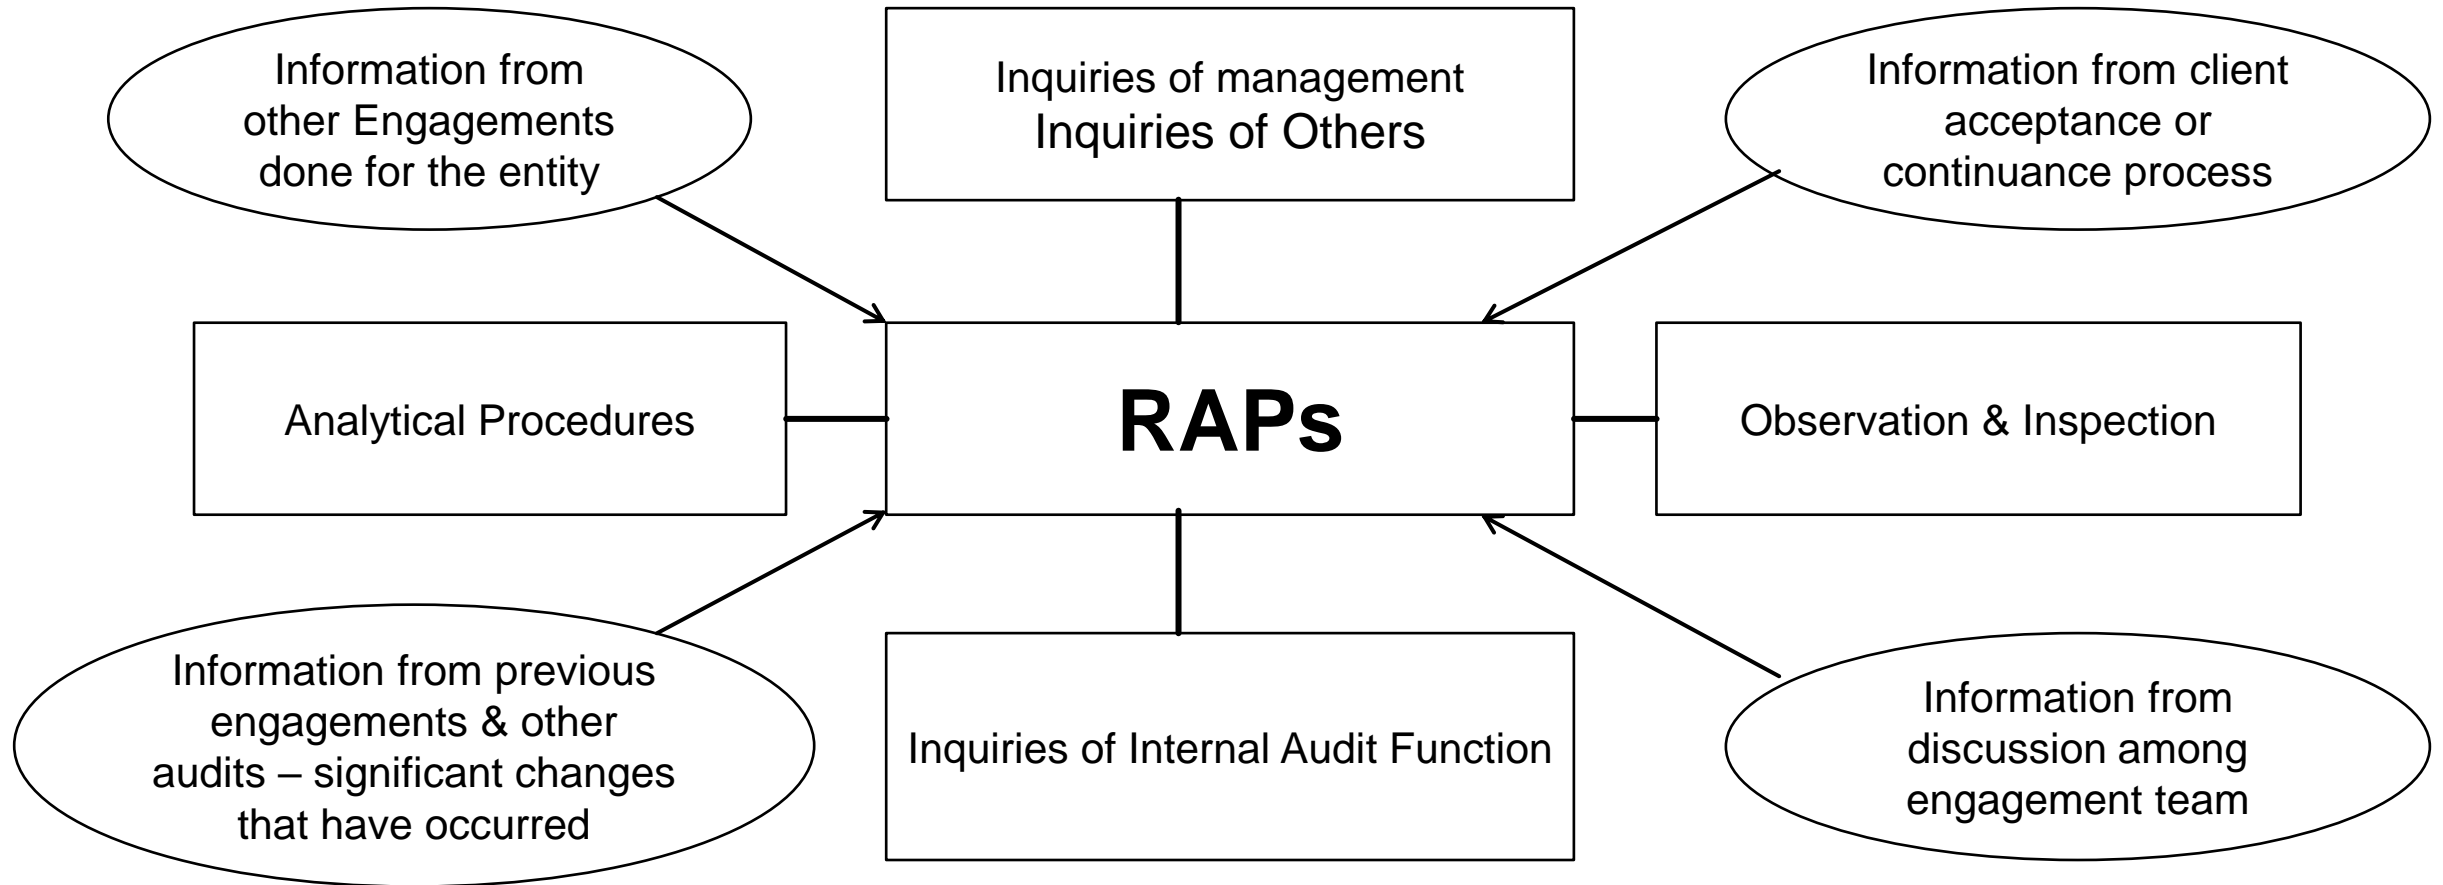 Information from
other Engagements
done for the entity
Inquiries of management
Inquiries of Others
Information from client
acceptance or
continuance process
Analytical Procedures
RAPs
Observation & Inspection
Information from previous
engagements & other
audits – significant changes
that have occurred
Inquiries of Internal Audit Function
Information from
discussion among
engagement team